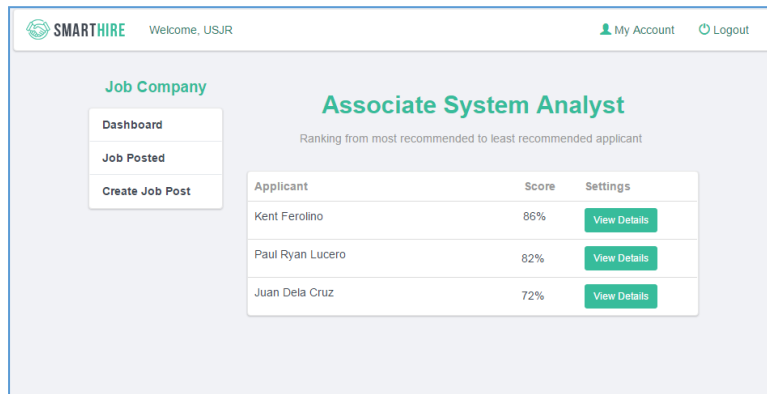 SMARTHIRE Welcome, USJR My Account Logout
Job Company
Dashboard
Job Posted
Create Job Post
Associate System Analyst
Ranking from most recommended to least recommended applicant
Applicant Score Settings
Kent Ferolino 86% View Details
Paul Ryan Lucero 82% View Details
Juan Dela Cruz 72% View Details